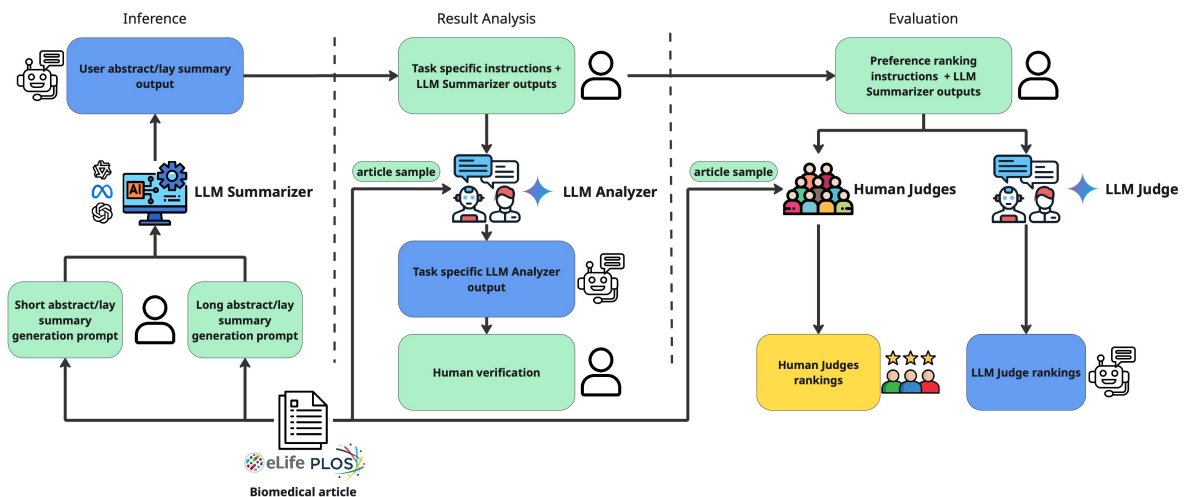 Inference
Result Analysis
Evaluation
User abstract/lay summary
output
Task specific instructions +
LLM Summarizer outputs
Preference ranking
instructions + LLM
Summarizer outputs
AI
LLM Summarizer
article sample
LLM Analyzer
article sample
Human Judges
LLM Judge
Short abstract/lay
summary
generation prompt
Long abstract/lay
summary
generation prompt
Task specific LLM Analyzer
output
Human verification
Human Judges
rankings
LLM Judge rankings
eLife PLOS
Biomedical article